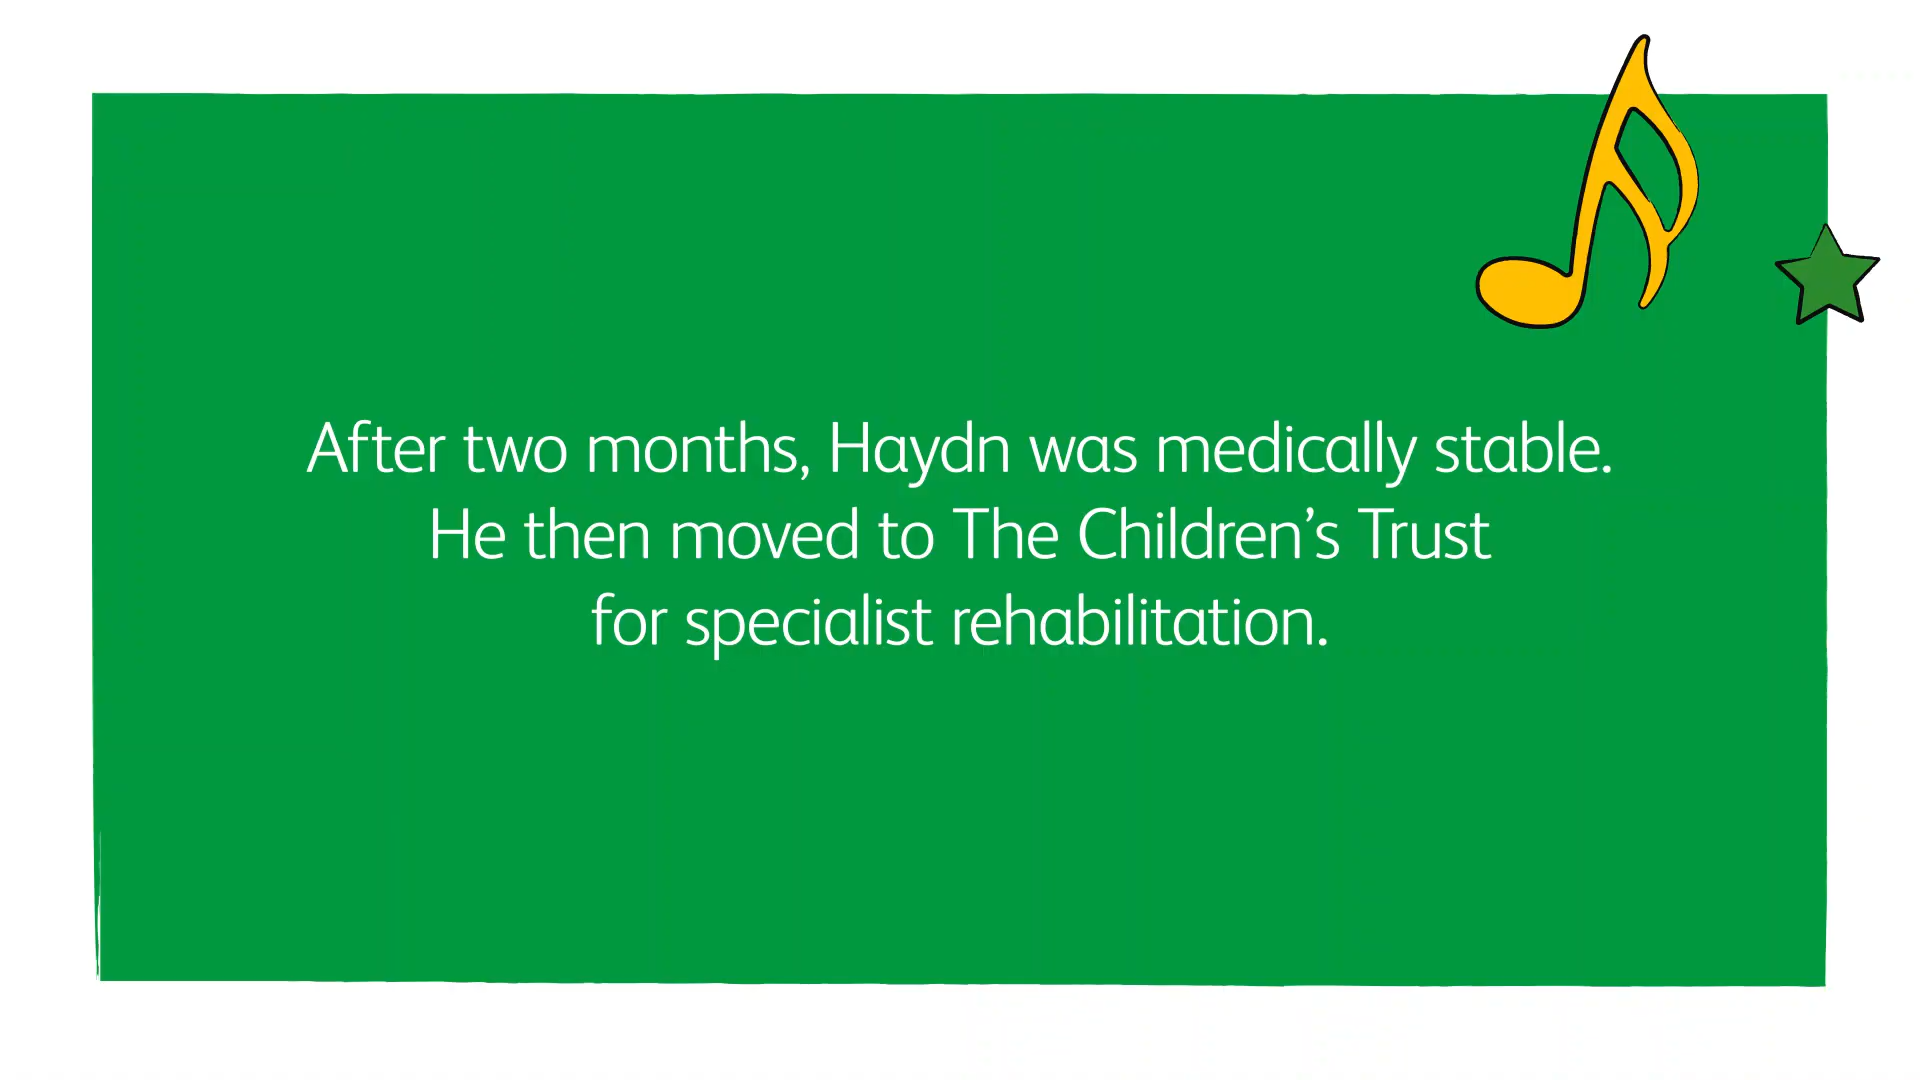 After two months, Haydn was medically stable.
He then moved to The Children’s Trust
for specialist rehabilitation.